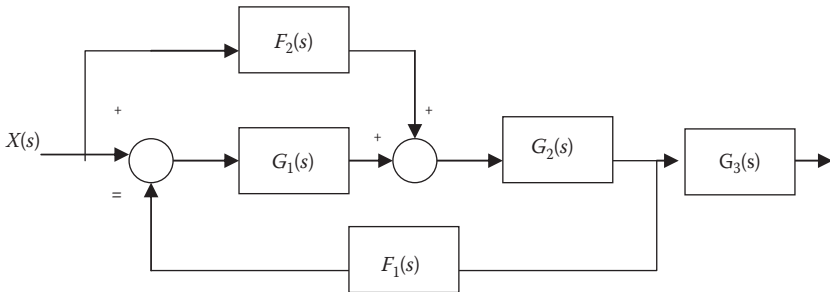 F₂(s)
+
+
X(s)
+
G₁(s)
G₂(s)
G₃(s)
=
F₁(s)